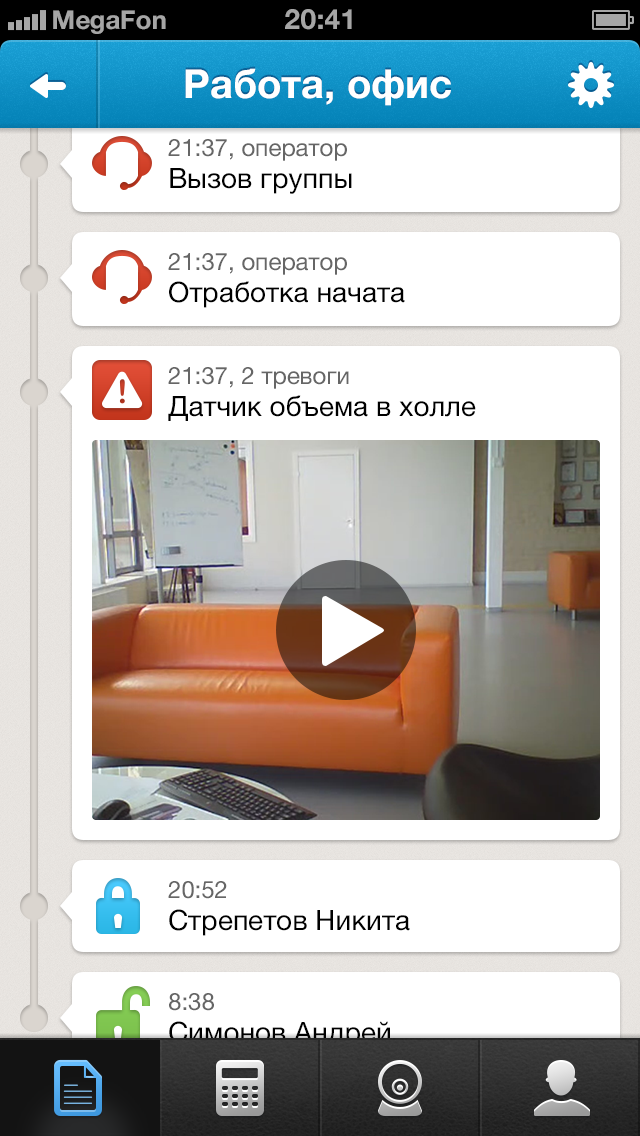 MegaFon 20:41
Работа, офис
21:37, оператор
Вызов группы
21:37, оператор
Отработка начата
21:37, 2 тревоги
Датчик объема в холле
20:52
Стрепетов Никита
8:38
Симонов Андрей